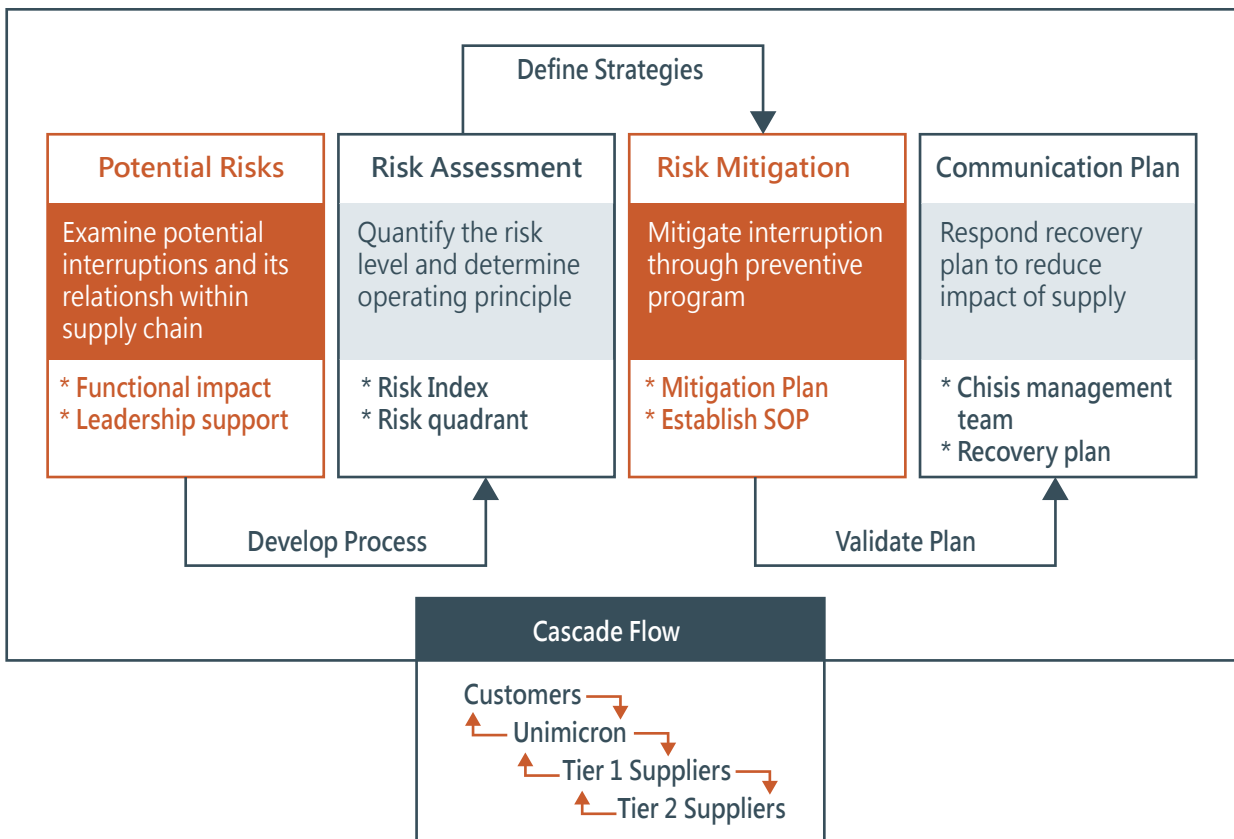 Define Strategies
Potential Risks
Examine potential
interruptions and its
relationsh within
supply chain
* Functional impact
* Leadership support
Risk Assessment
Quantify the risk
level and determine
operating principle
* Risk Index
* Risk quadrant
Risk Mitigation
Mitigate interruption
through preventive
program
* Mitigation Plan
* Establish SOP
Communication Plan
Respond recovery
plan to reduce
impact of supply
* Chisis management
team
* Recovery plan
Develop Process
Validate Plan
Cascade Flow
Customers
Unimicron
Tier 1 Suppliers
Tier 2 Suppliers